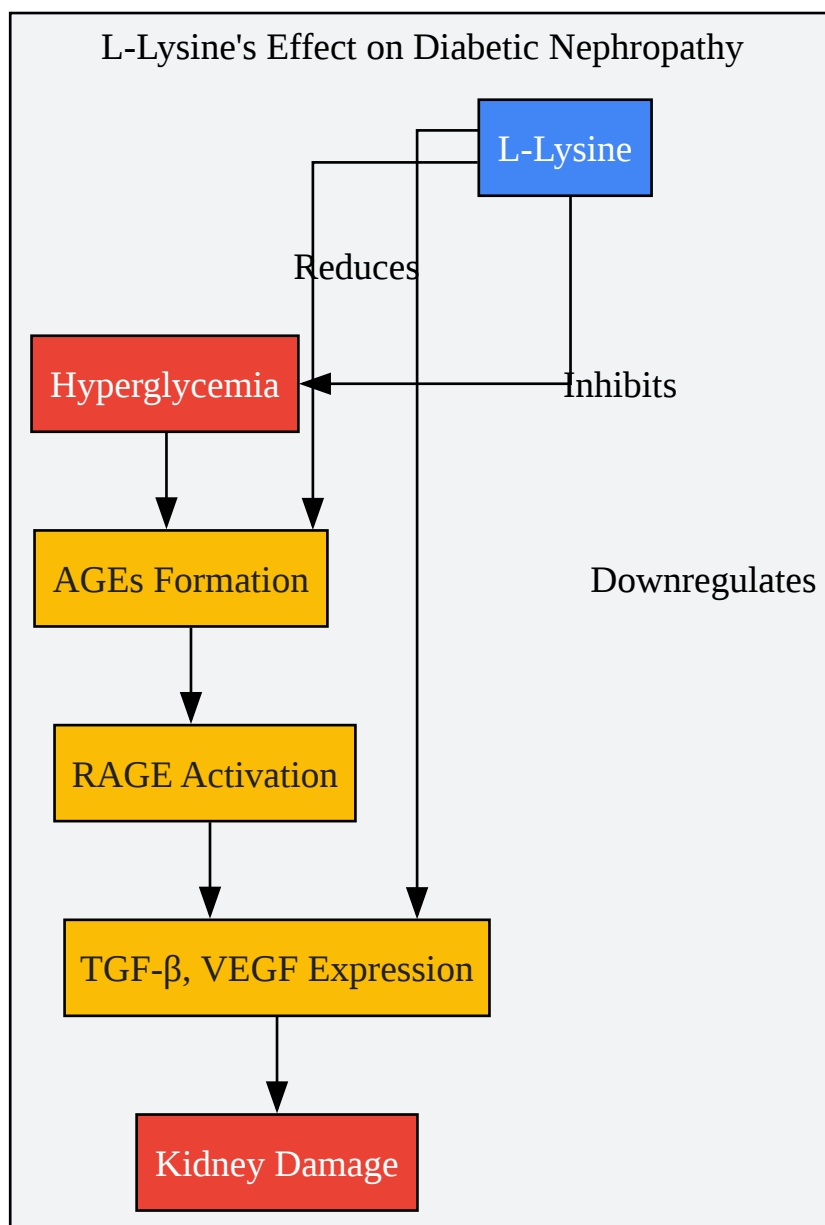 L-Lysine's Effect on Diabetic Nephropathy
L-Lysine
Reduces
Hyperglycemia
Inhibits
AGEs Formation
Downregulates
RAGE Activation
TGF-β, VEGF Expression
Kidney Damage